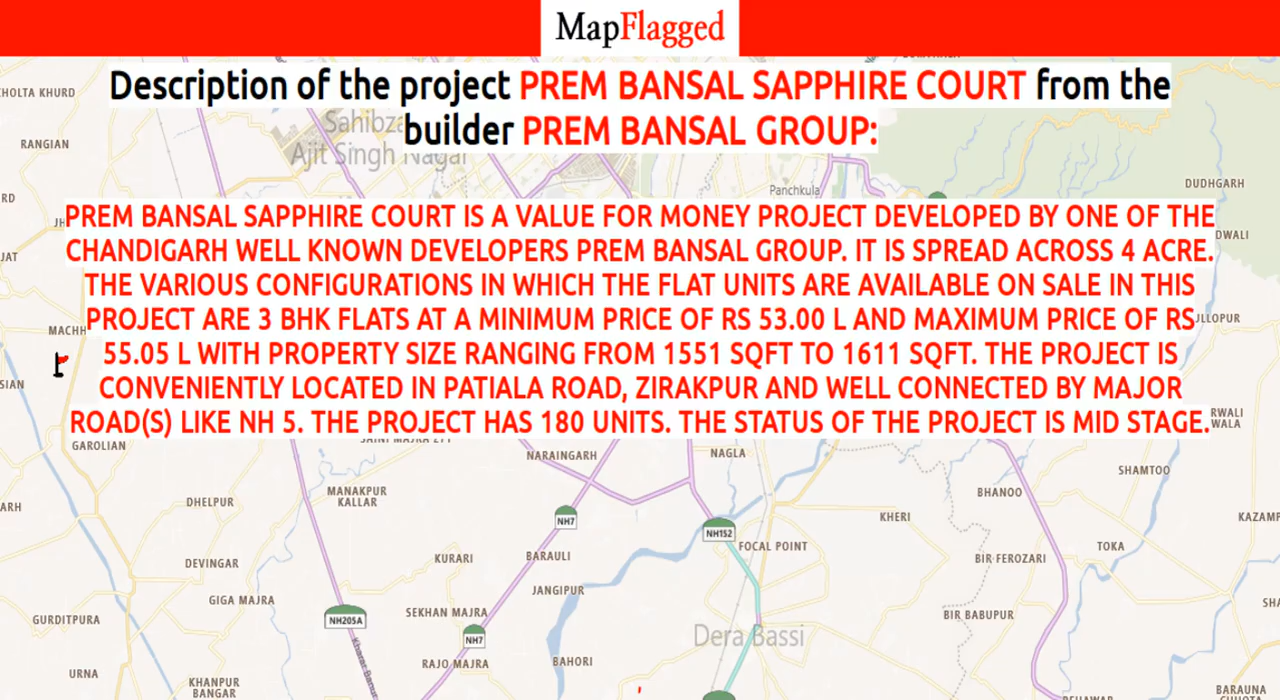 MapFlagged
Description of the project PREM BANSAL SAPPHIRE COURT from the
builder PREM BANSAL GROUP:
PREM BANSAL SAPPHIRE COURT IS A VALUE FOR MONEY PROJECT DEVELOPED BY ONE OF THE
CHANDIGARH WELL KNOWN DEVELOPERS PREM BANSAL GROUP. IT IS SPREAD ACROSS 4 ACRE.
THE VARIOUS CONFIGURATIONS IN WHICH THE FLAT UNITS ARE AVAILABLE ON SALE IN THIS
PROJECT ARE 3 BHK FLATS AT A MINIMUM PRICE OF RS 53.00 L AND MAXIMUM PRICE OF RS
55.05 L WITH PROPERTY SIZE RANGING FROM 1551 SQFT TO 1611 SQFT. THE PROJECT IS
CONVENIENTLY LOCATED IN PATIALA ROAD, ZIRAKPUR AND WELL CONNECTED BY MAJOR
ROAD(S) LIKE NH 5. THE PROJECT HAS 180 UNITS. THE STATUS OF THE PROJECT IS MID STAGE.
KHURD
RANGIAN
Ajit Singh Nagar
Panchkula
DUDHGARH
GAROLIAN
NARAINGARH
NAGLA
SHAMTOO
MANAKPUR
KALLAR
BHANOO
DHELPUR
NH7
KHERI
NH152
FOCAL POINT
TOKA
KURARI
BARAULI
BIR FEROZARI
DEVINGAR
JANGIPUR
GIGA MAJRA
SEKHAN MAJRA
BIR BABUPUR
GURDITPURA
NH205A
NH7
Dera Bassi
RAJO MAJRA
BAHORI
URNA
KHANPUR
BANGAR
BARAUNA